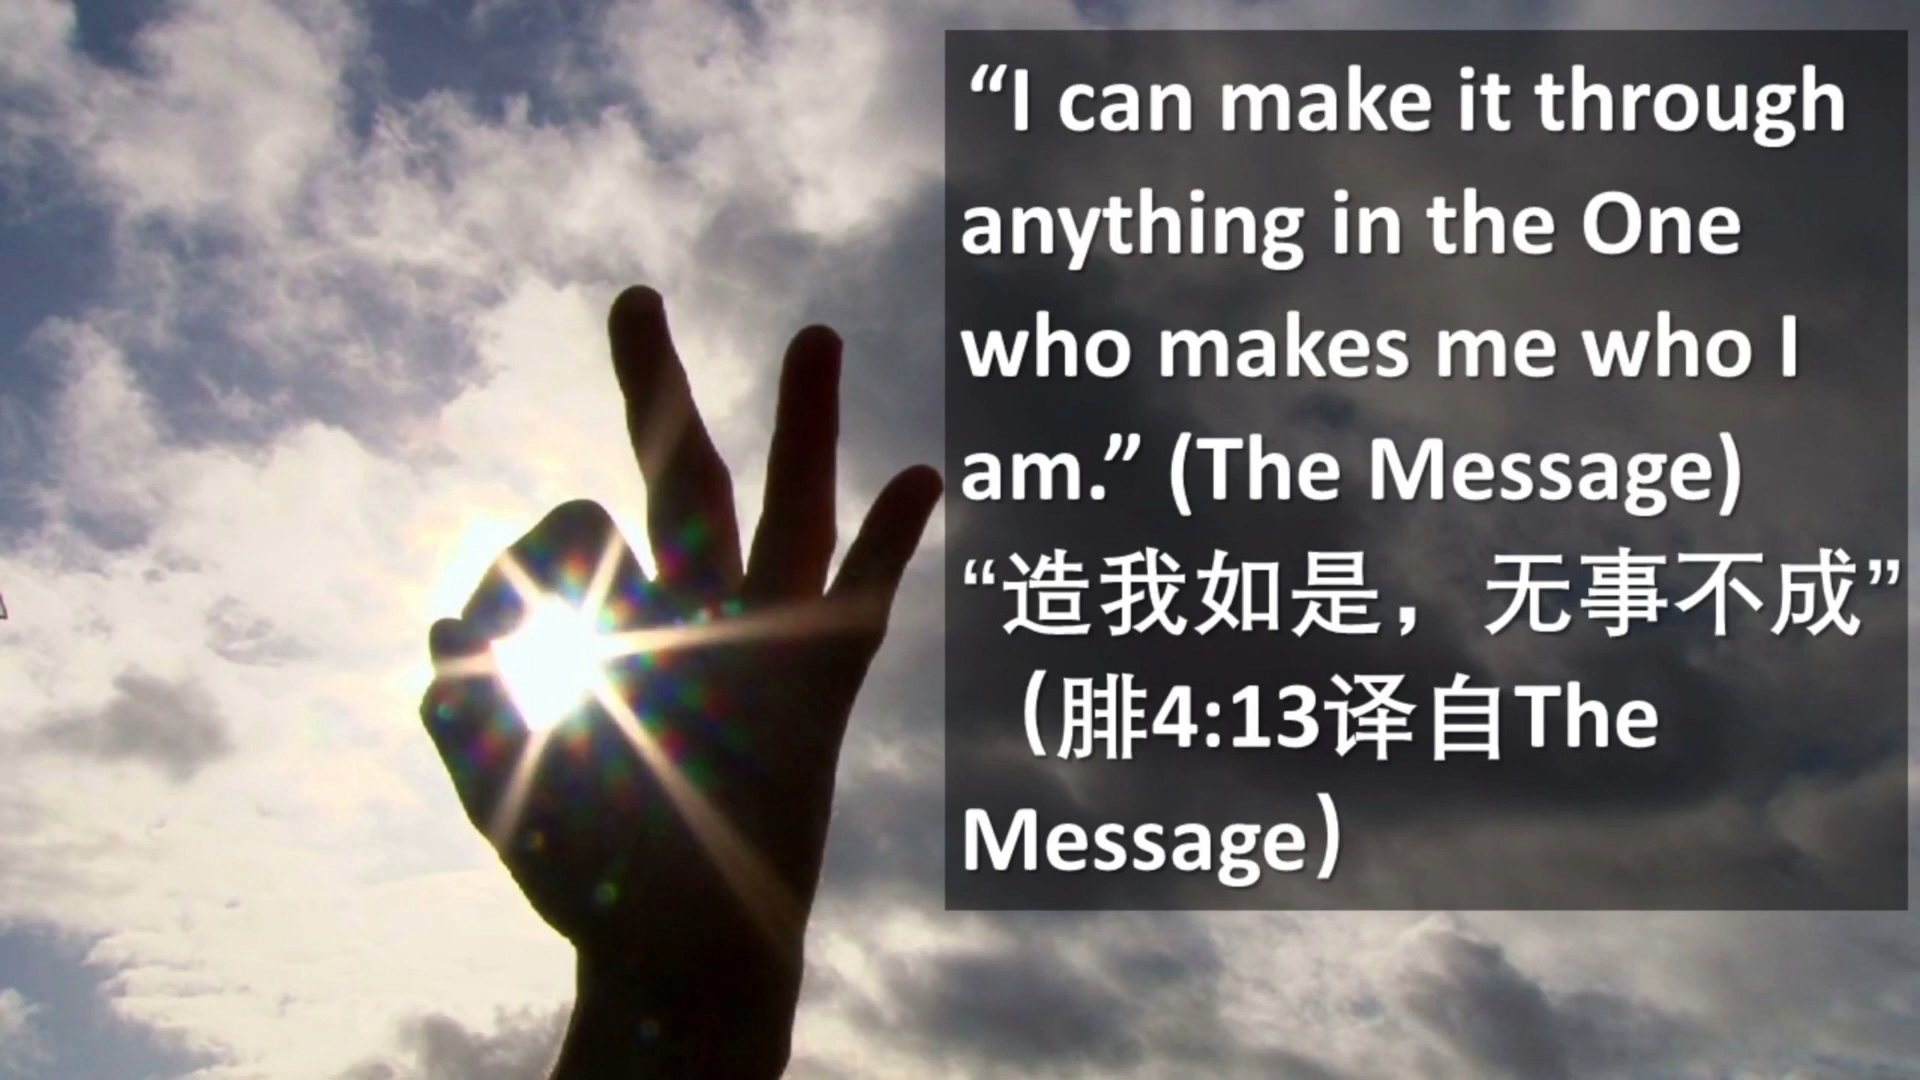 “I can make it through
anything in the One
who makes me who I
am.” (The Message)
“造我如是，无事不成”
（腓4:13译自The
Message）